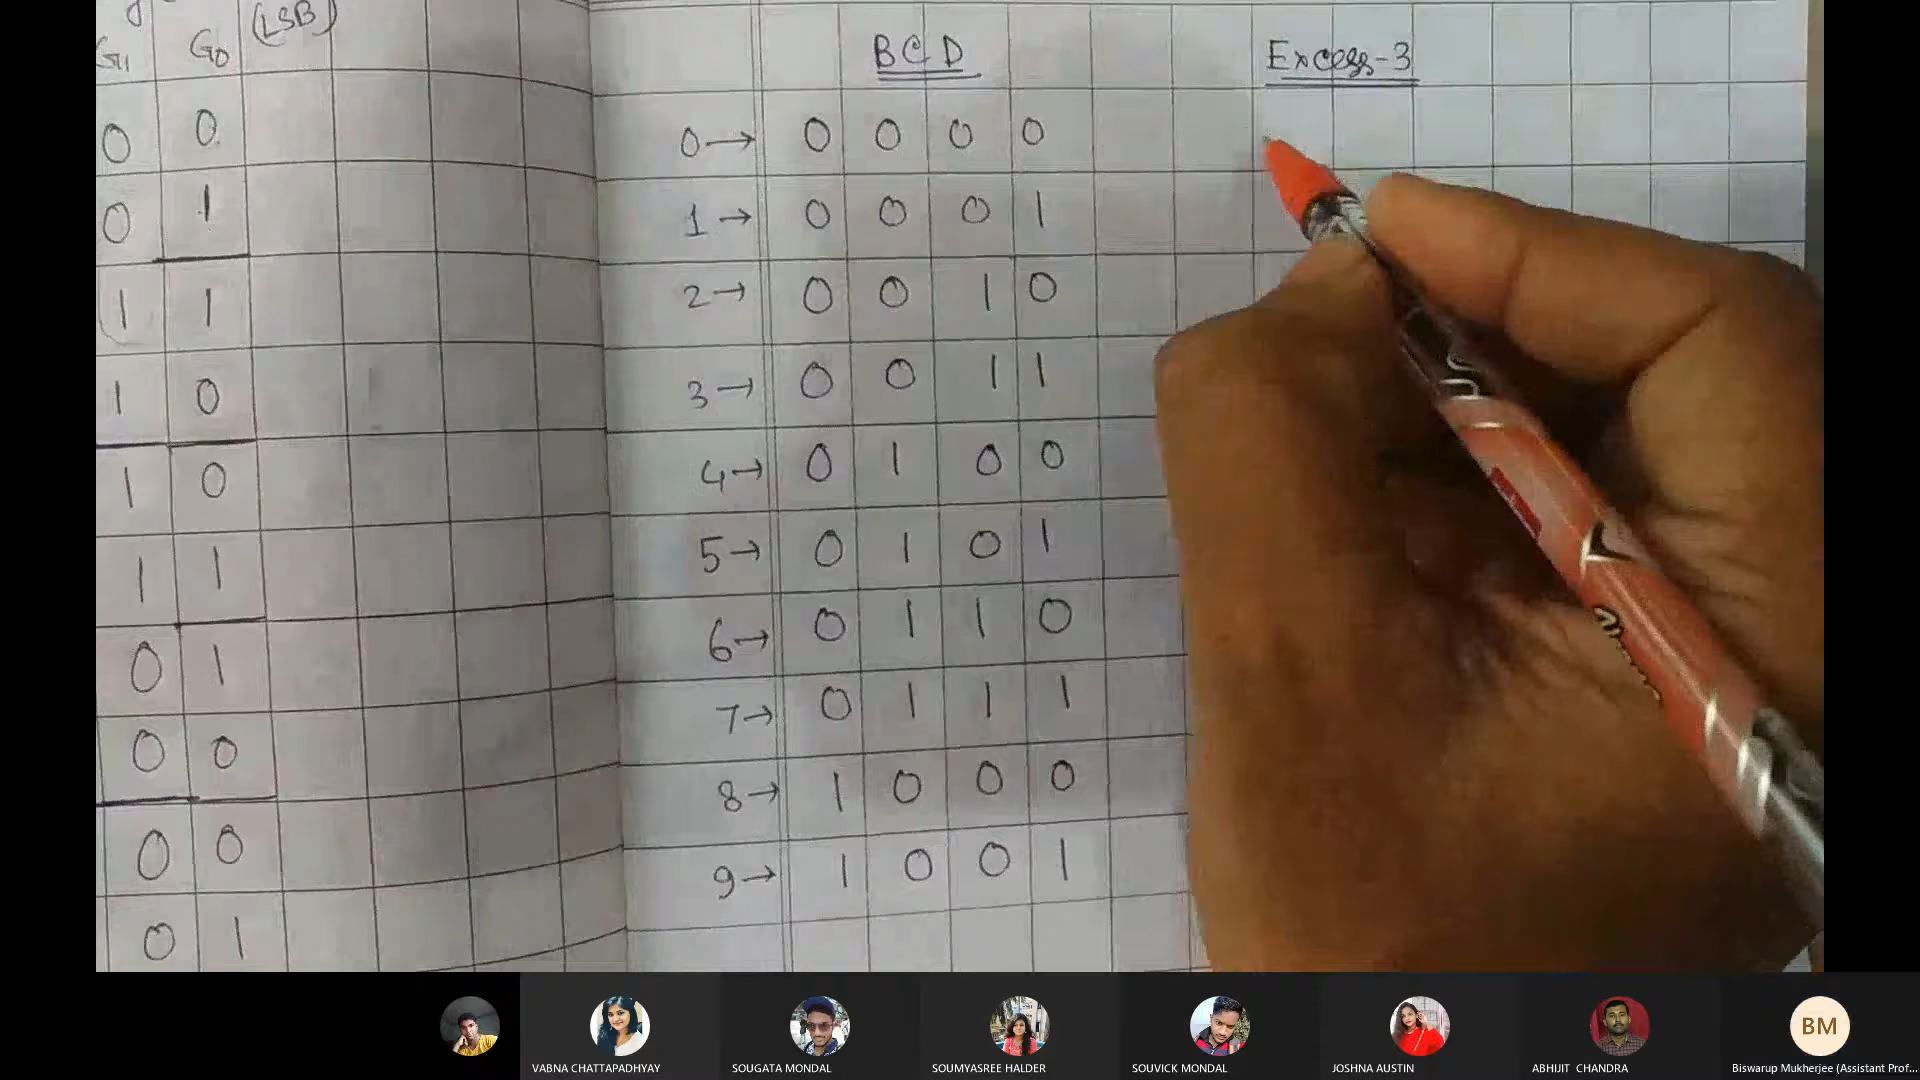 (LSB)
G1 G0
0 0
0 1
1 1
1 0
1 0
1 1
0 1
0 0
0 0
0 1
BCD Excess-3
0→ 0 0 0 0
1→ 0 0 0 1
2→ 0 0 1 0
3→ 0 0 1 1
4→ 0 1 0 0
5→ 0 1 0 1
6→ 0 1 1 0
7→ 0 1 1 1
8→ 1 0 0 0
9→ 1 0 0 1
BM
VABNA CHATTAPADHYAY SOUGATA MONDAL SOUMYASREE HALDER SOUVICK MONDAL JOSHNA AUSTIN ABHIJIT CHANDRA Biswarup Mukherjee (Assistant Prof...